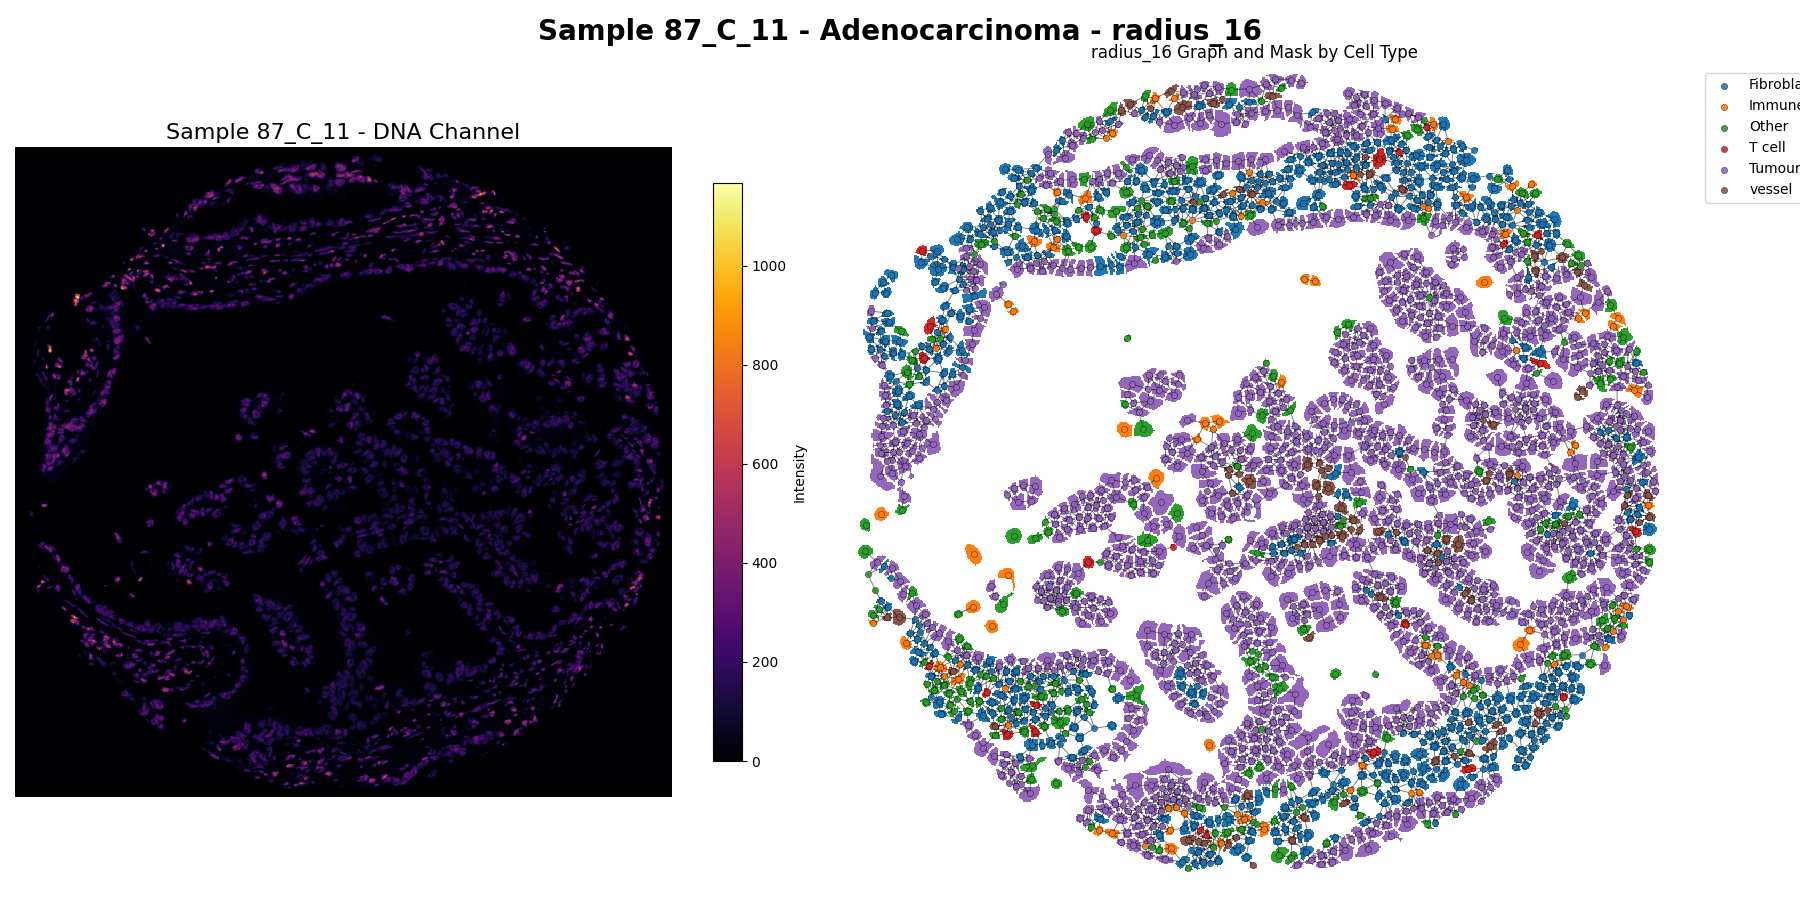 Sample 87_C_11 - Adenocarcinoma - radius_16
radius_16 Graph and Mask by Cell Type
Sample 87_C_11 - DNA Channel
1000
800
600
400
200
0
Intensity
Fibrobla
Immune
Other
T cell
Tumour
vessel